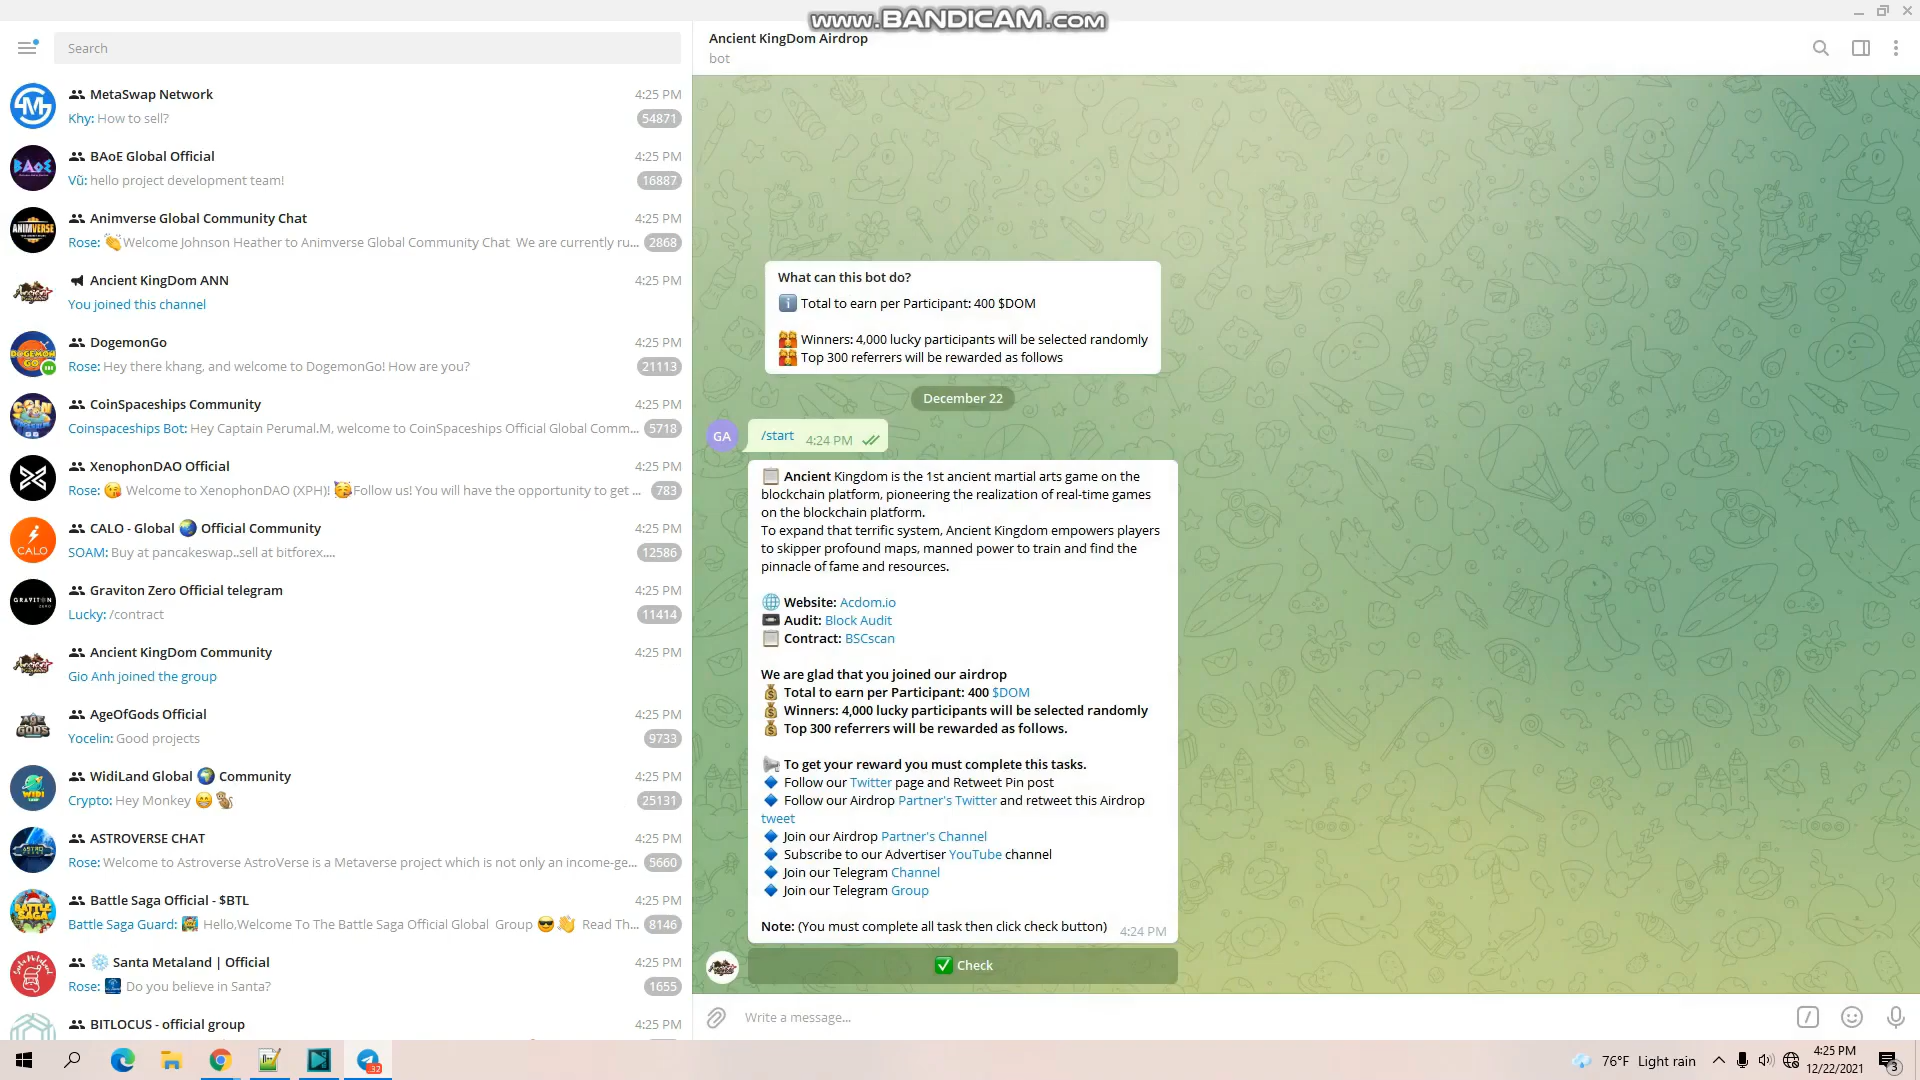 www.BANDICAM.com
Search
MetaSwap Network 4:25 PM
Khy: How to sell? 54871
BAoE Global Official 4:25 PM
Vũ: hello project development team! 16887
Animverse Global Community Chat 4:25 PM
Rose: 👏Welcome Johnson Heather to Animverse Global Community Chat We are currently ru... 2868
Ancient KingDom ANN 4:25 PM
You joined this channel
DogemonGo 4:25 PM
Rose: Hey there khang, and welcome to DogemonGo! How are you? 21113
CoinSpaceships Community 4:25 PM
Coinspaceships Bot: Hey Captain Perumal.M, welcome to CoinSpaceships Official Global Comm... 5718
XenophonDAO Official 4:25 PM
Rose: 😘 Welcome to XenophonDAO (XPH)! 🥳Follow us! You will have the opportunity to get ... 783
CALO - Global 🌏 Official Community 4:25 PM
SOAM: Buy at pancakeswap..sell at bitforex.... 12586
Graviton Zero Official telegram 4:25 PM
Lucky: /contract 11414
Ancient KingDom Community 4:25 PM
Gio Anh joined the group
AgeOfGods Official 4:25 PM
Yocelin: Good projects 9733
WidiLand Global 🌍 Community 4:25 PM
Crypto: Hey Monkey 😁 🐒 25131
ASTROVERSE CHAT 4:25 PM
Rose: Welcome to Astroverse AstroVerse is a Metaverse project which is not only an income-ge... 5660
Battle Saga Official - $BTL 4:25 PM
Battle Saga Guard: Hello,Welcome To The Battle Saga Official Global Group 😎 👋 Read Th... 8146
❄️ Santa Metaland | Official 4:25 PM
Rose: Do you believe in Santa? 1655
BITLOCUS - official group 4:25 PM
Ancient KingDom Airdrop
bot
What can this bot do?
ℹ️ Total to earn per Participant: 400 $DOM
Winners: 4,000 lucky participants will be selected randomly
Top 300 referrers will be rewarded as follows
December 22
GA
/start 4:24 PM
📋 Ancient Kingdom is the 1st ancient martial arts game on the
blockchain platform, pioneering the realization of real-time games
on the blockchain platform.
To expand that terrific system, Ancient Kingdom empowers players
to skipper profound maps, manned power to train and find the
pinnacle of fame and resources.
🌐 Website: Acdom.io
Audit: Block Audit
📋 Contract: BSCscan
We are glad that you joined our airdrop
💰 Total to earn per Participant: 400 $DOM
💰 Winners: 4,000 lucky participants will be selected randomly
💰 Top 300 referrers will be rewarded as follows.
📢 To get your reward you must complete this tasks.
🔹 Follow our Twitter page and Retweet Pin post
🔹 Follow our Airdrop Partner's Twitter and retweet this Airdrop
tweet
🔹 Join our Airdrop Partner's Channel
🔹 Subscribe to our Advertiser YouTube channel
🔹 Join our Telegram Channel
🔹 Join our Telegram Group
Note: (You must complete all task then click check button) 4:24 PM
✅ Check
Write a message...
.32
76°F Light rain
4:25 PM
12/22/2021
3